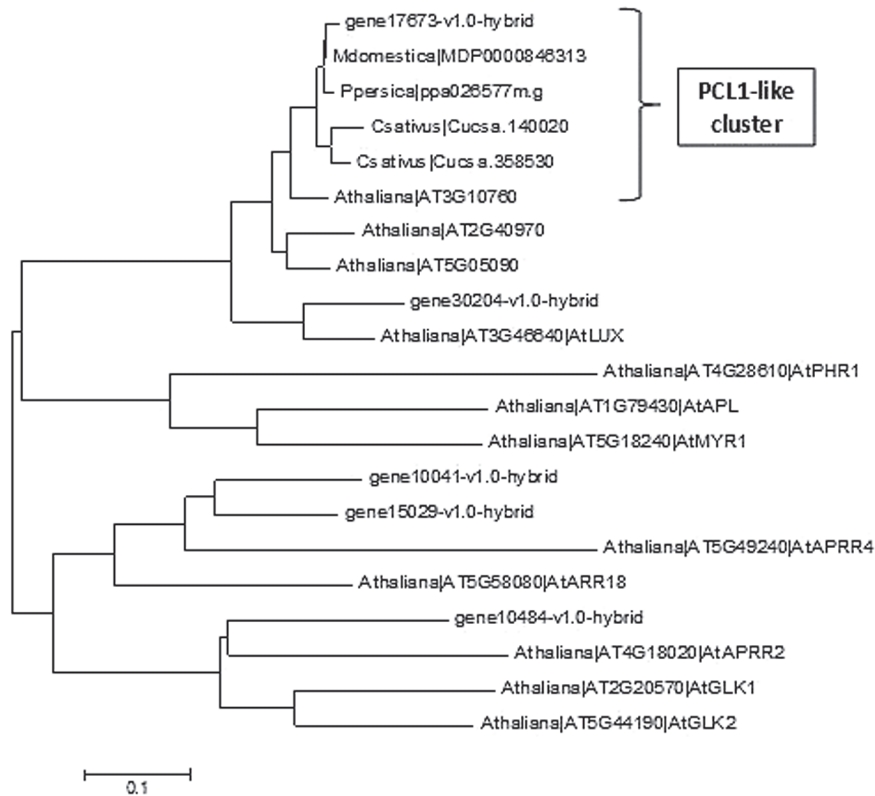 gene17673-v1.0-hybrid
Mdomestica|MDP0000846313
Ppersica|ppa026577m.g
Csativus|Cucsa.140020
Csativus|Cucsa.358530
Athaliana|AT3G10760
PCL1-like
cluster
Athaliana|AT2G40970
Athaliana|AT5G05090
gene30204-v1.0-hybrid
Athaliana|AT3G46640|AtLUX
Athaliana|AT4G28610|AtPHR1
Athaliana|AT1G79430|AtAPL
Athaliana|AT5G18240|AtMYR1
gene10041-v1.0-hybrid
gene15029-v1.0-hybrid
Athaliana|AT5G49240|AtAPRR4
Athaliana|AT5G58080|AtARR18
gene10484-v1.0-hybrid
Athaliana|AT4G18020|AtAPRR2
Athaliana|AT2G20570|AtGLK1
Athaliana|AT5G44190|AtGLK2
0.1